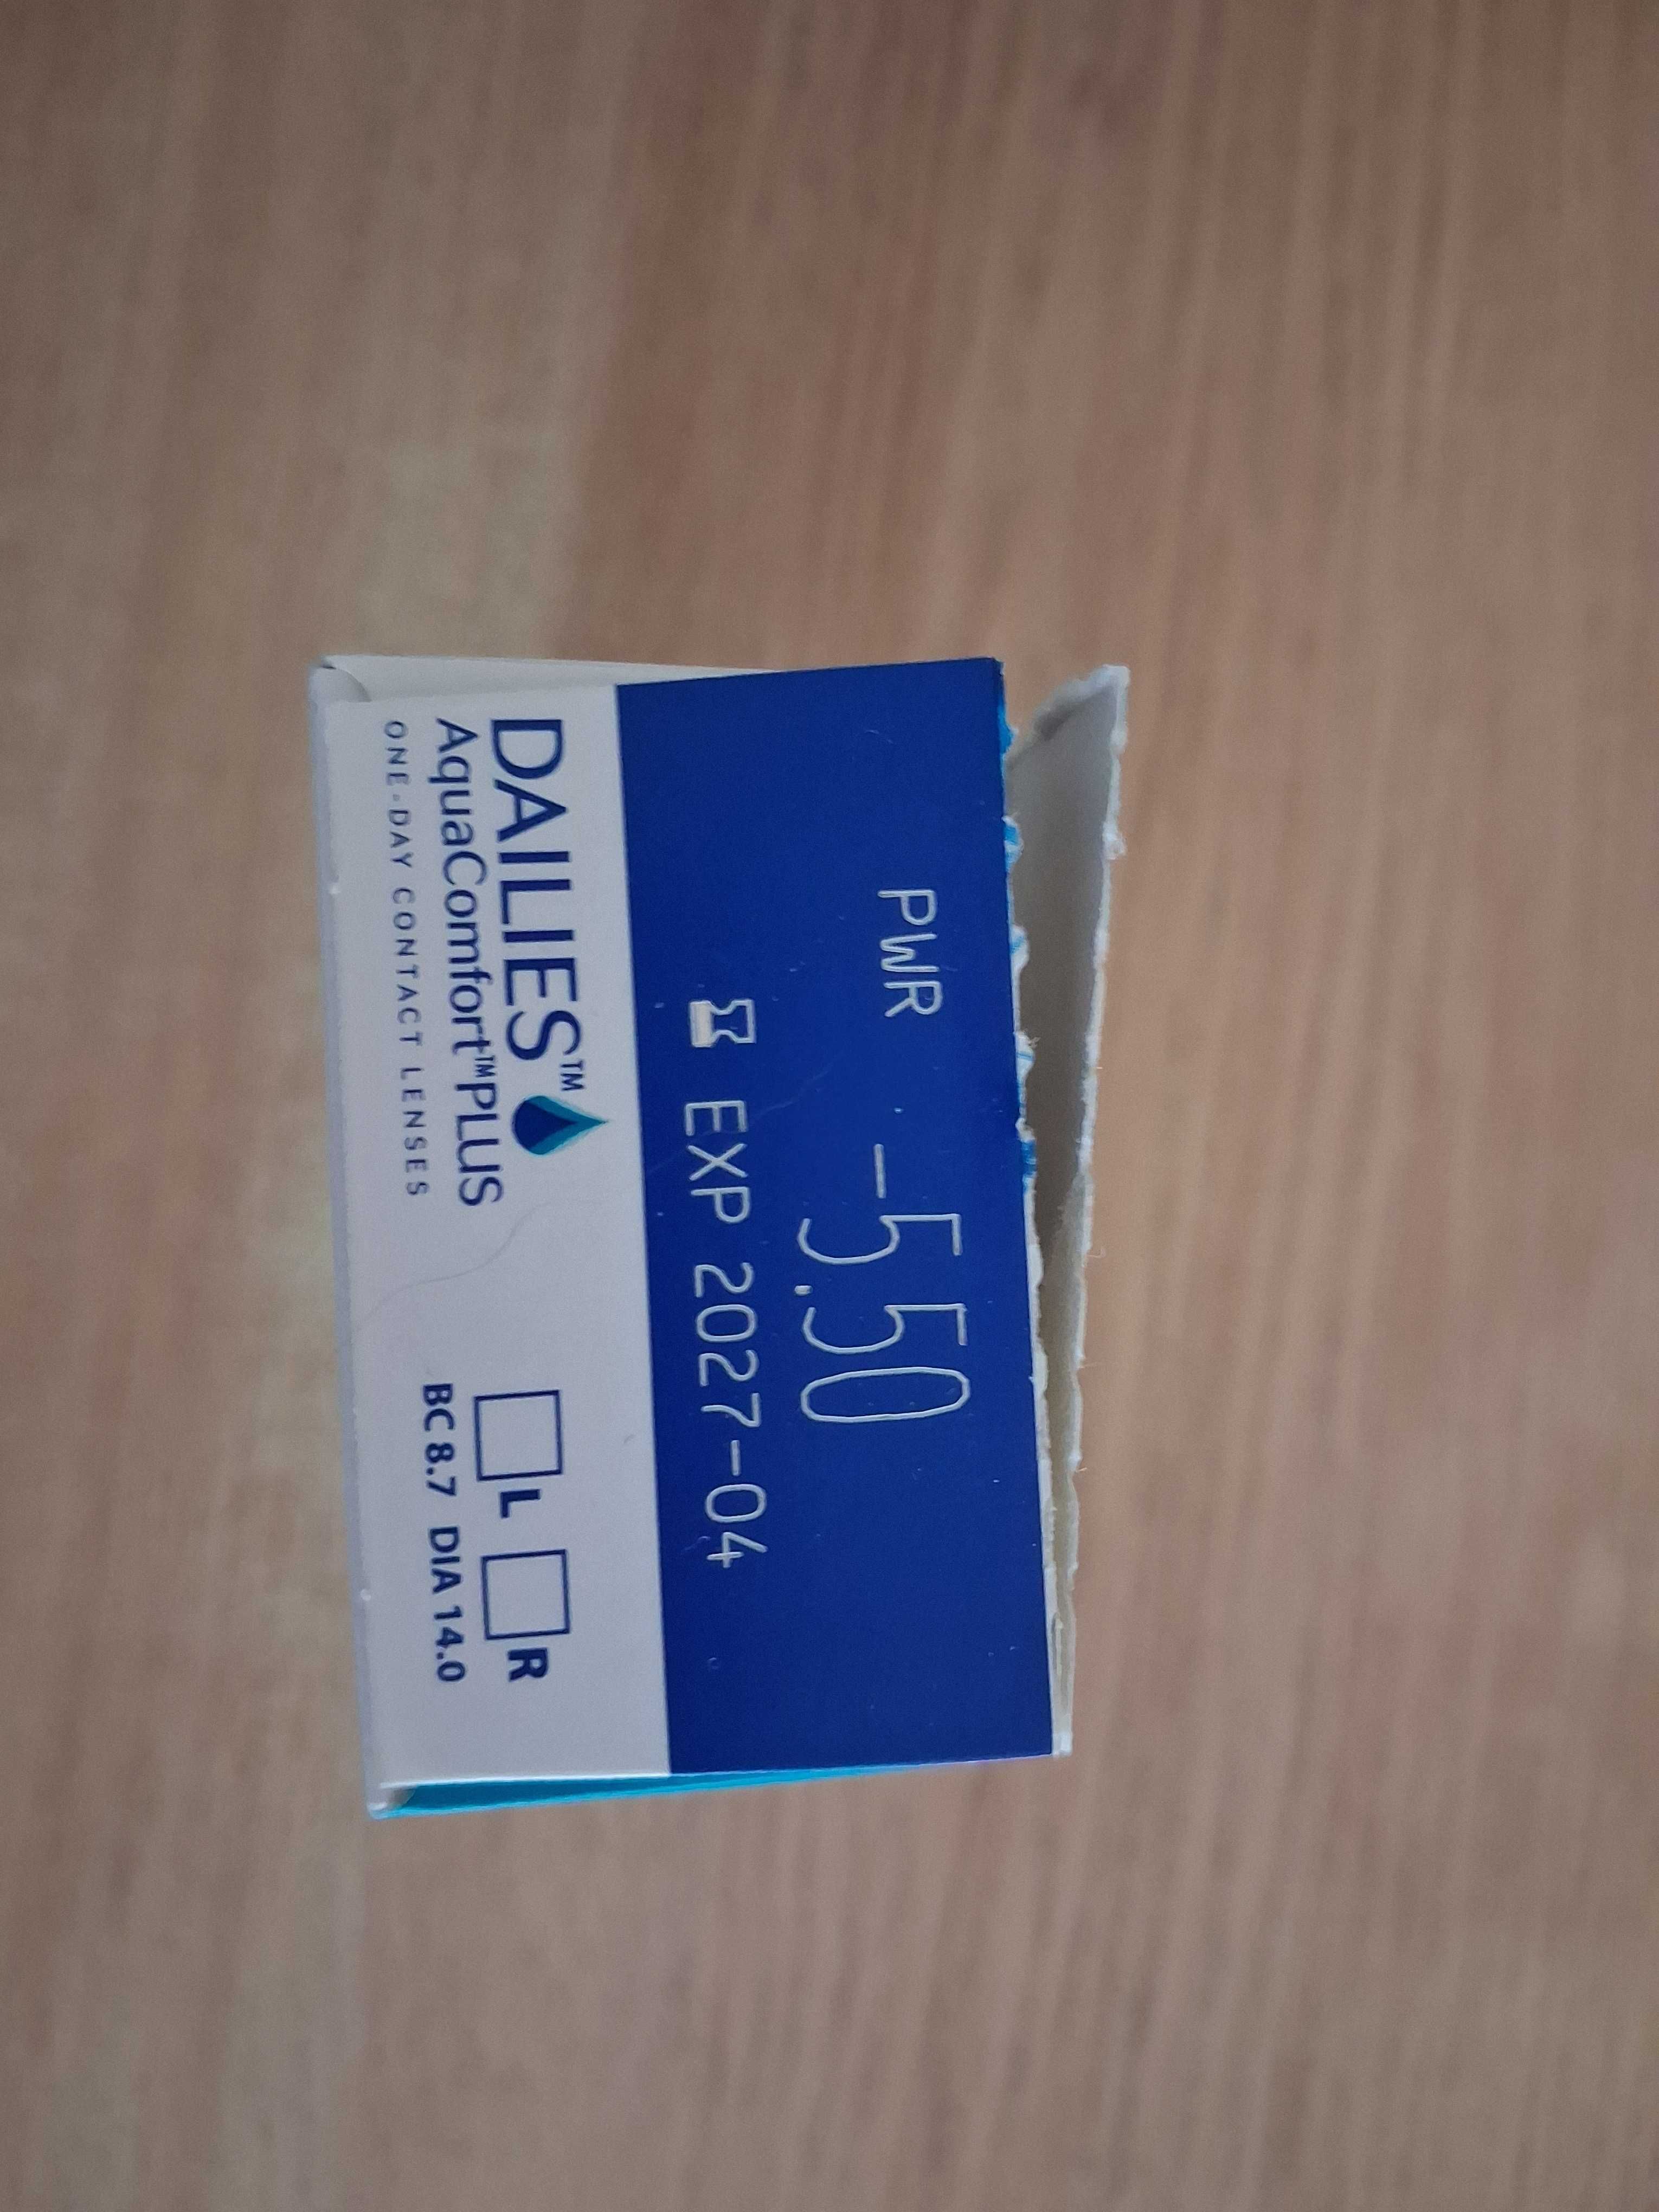 PWR -5.50
EXP 2027-04
DAILIES™
AquaComfort™PLUS
ONE-DAY CONTACT LENSES
L R
BC 8.7 DIA 14.0